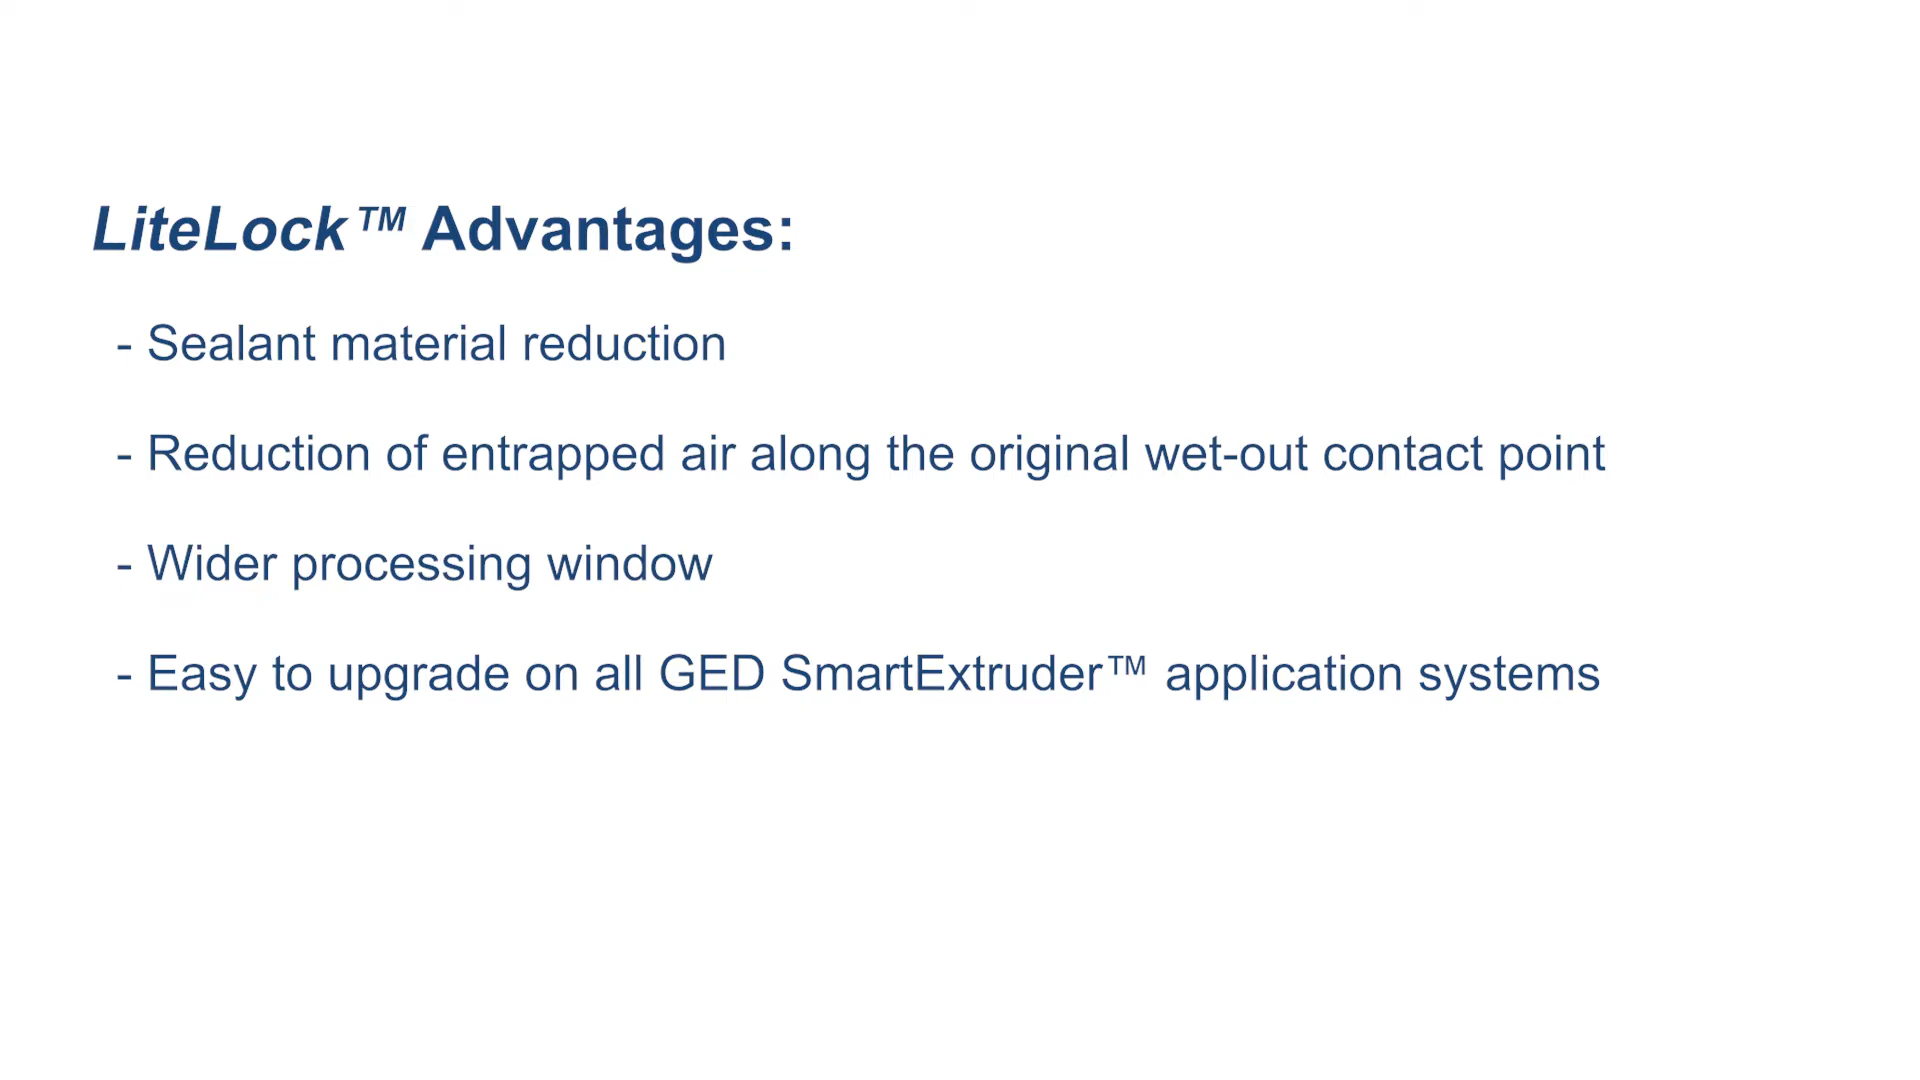 LiteLock™ Advantages:
- Sealant material reduction
- Reduction of entrapped air along the original wet-out contact point
- Wider processing window
- Easy to upgrade on all GED SmartExtruder™ application systems